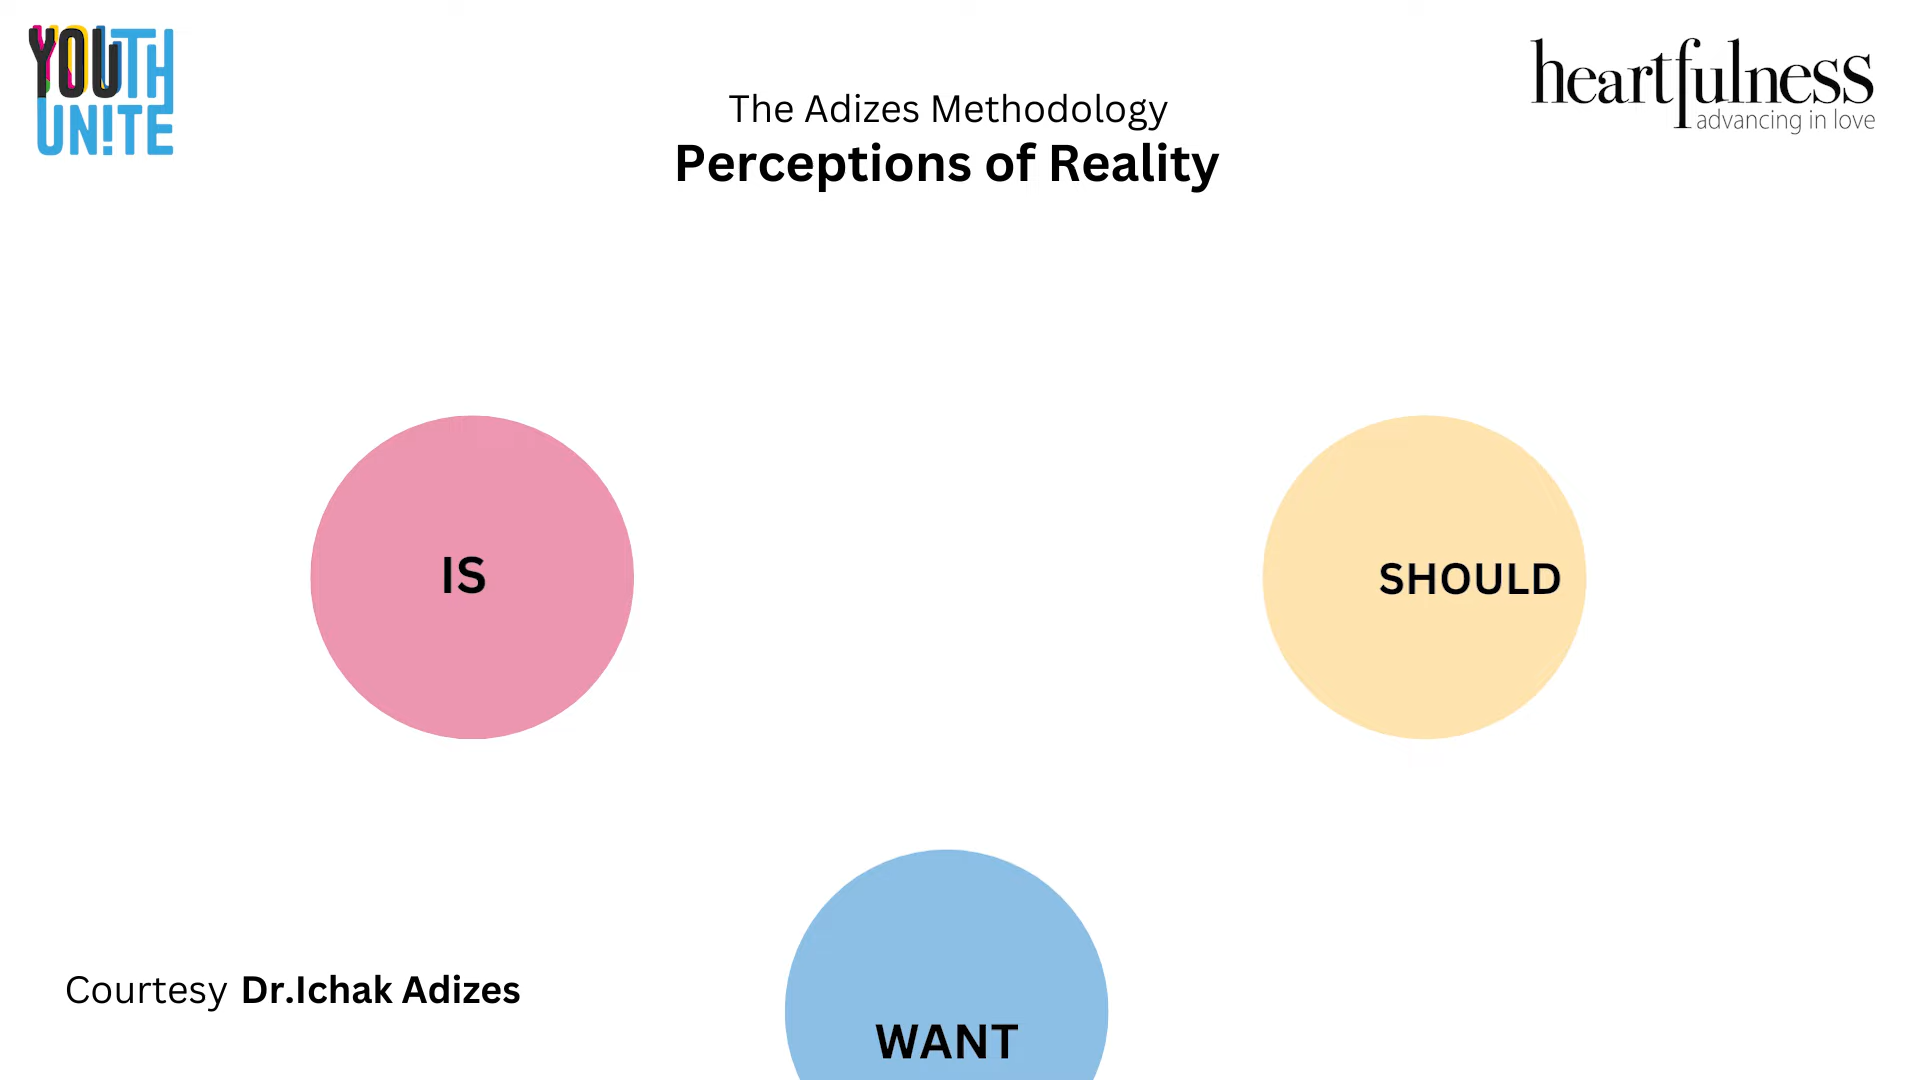 YOUTH
UN!TE
heartfulness
advancing in love
The Adizes Methodology
Perceptions of Reality
IS
SHOULD
WANT
Courtesy Dr.Ichak Adizes